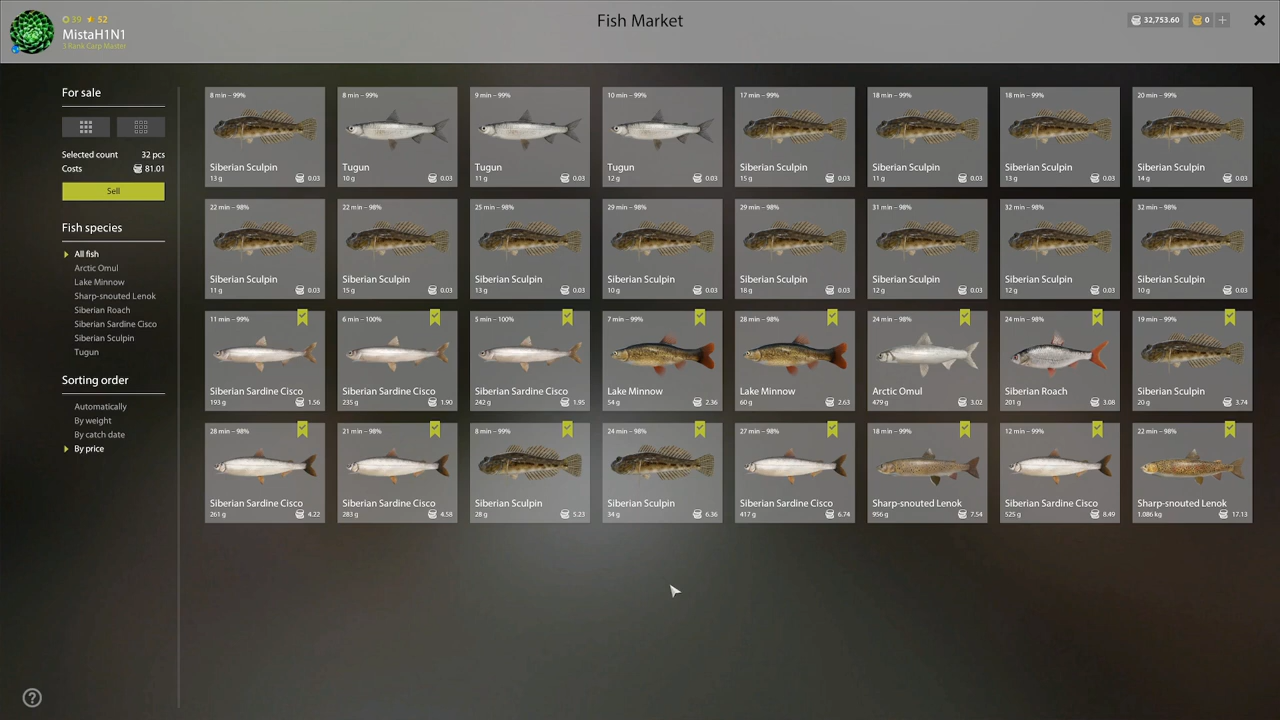 39 52
MistaH1N1
3 Rank Carp Master
Fish Market
32,753.60 0 +
For sale
Selected count 32 pcs
Costs 81.01
Sell
Fish species
All fish
Arctic Omul
Lake Minnow
Sharp-snouted Lenok
Siberian Roach
Siberian Sardine Cisco
Siberian Sculpin
Tugun
Sorting order
Automatically
By weight
By catch date
By price
8 min – 99% 8 min – 99% 9 min – 99% 10 min – 99% 17 min – 99% 18 min – 98% 18 min – 98% 20 min – 99%
Siberian Sculpin Tugun Tugun Tugun Siberian Sculpin Siberian Sculpin Siberian Sculpin Siberian Sculpin
13 g 0.03 10 g 0.03 11 g 0.03 12 g 0.03 15 g 0.03 11 g 0.03 13 g 0.03 14 g 0.03
22 min – 98% 22 min – 98% 25 min – 98% 29 min – 98% 29 min – 98% 31 min – 98% 32 min – 98% 32 min – 98%
Siberian Sculpin Siberian Sculpin Siberian Sculpin Siberian Sculpin Siberian Sculpin Siberian Sculpin Siberian Sculpin Siberian Sculpin
11 g 0.03 15 g 0.03 13 g 0.03 10 g 0.03 18 g 0.03 12 g 0.03 12 g 0.03 10 g 0.03
11 min – 99% 6 min – 100% 5 min – 100% 7 min – 99% 28 min – 98% 24 min – 98% 24 min – 98% 19 min – 99%
Siberian Sardine Cisco Siberian Sardine Cisco Siberian Sardine Cisco Lake Minnow Lake Minnow Arctic Omul Siberian Roach Siberian Sculpin
193 g 1.56 235 g 1.90 242 g 1.95 54 g 2.36 60 g 2.63 479 g 3.02 201 g 3.08 20 g 3.74
28 min – 98% 21 min – 98% 8 min – 99% 24 min – 98% 27 min – 98% 18 min – 99% 12 min – 99% 22 min – 98%
Siberian Sardine Cisco Siberian Sardine Cisco Siberian Sculpin Siberian Sculpin Siberian Sardine Cisco Sharp-snouted Lenok Siberian Sardine Cisco Sharp-snouted Lenok
261 g 4.22 283 g 4.58 28 g 5.23 34 g 6.36 417 g 6.74 956 g 7.54 525 g 8.49 1.086 kg 17.13
?